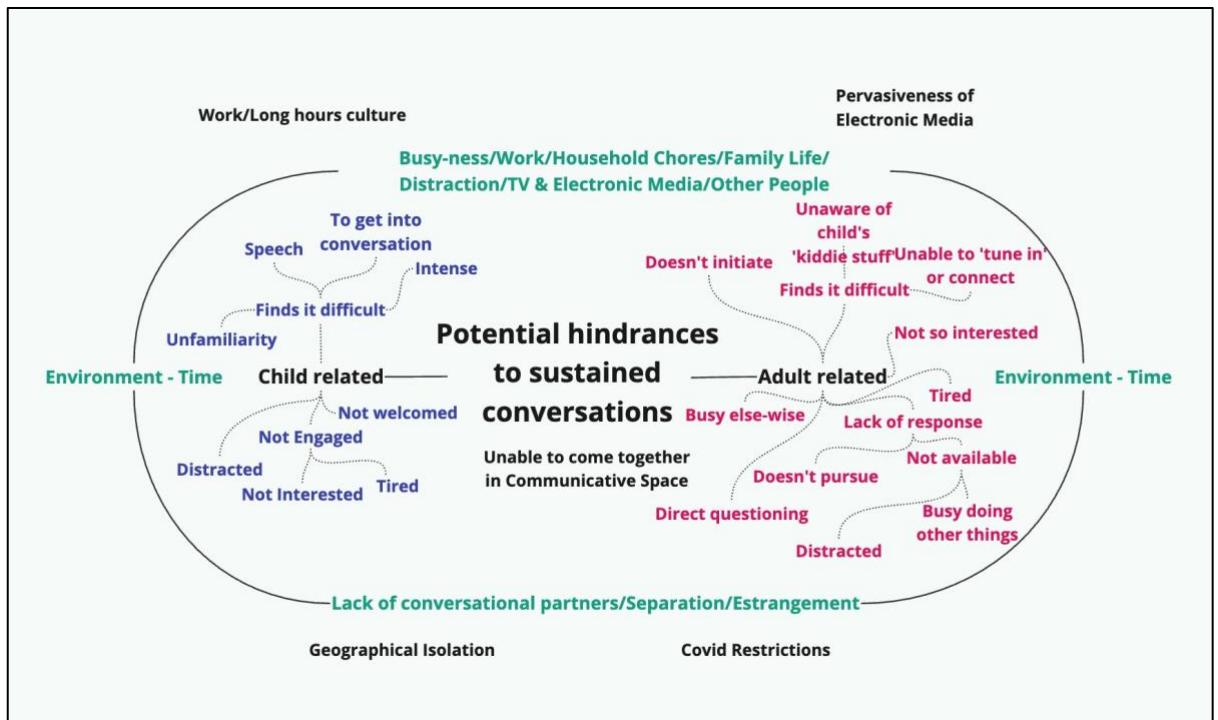 Work/Long hours culture
Pervasiveness of
Electronic Media
Busy-ness/Work/Household Chores/Family Life/
Distraction/TV & Electronic Media/Other People
To get into
conversation
Speech
Intense
Finds it difficult
Unfamiliarity
Environment - Time
Child related
Not welcomed
Not Engaged
Distracted
Not Interested
Tired
Potential hindrances
to sustained
conversations
Unable to come together
in Communicative Space
Unaware of
child's
'kiddie stuff'
Doesn't initiate
Unable to 'tune in'
or connect
Finds it difficult
Not so interested
Adult related
Environment - Time
Tired
Busy else-wise
Lack of response
Not available
Doesn't pursue
Direct questioning
Busy doing
other things
Distracted
Lack of conversational partners/Separation/Estrangement
Geographical Isolation
Covid Restrictions